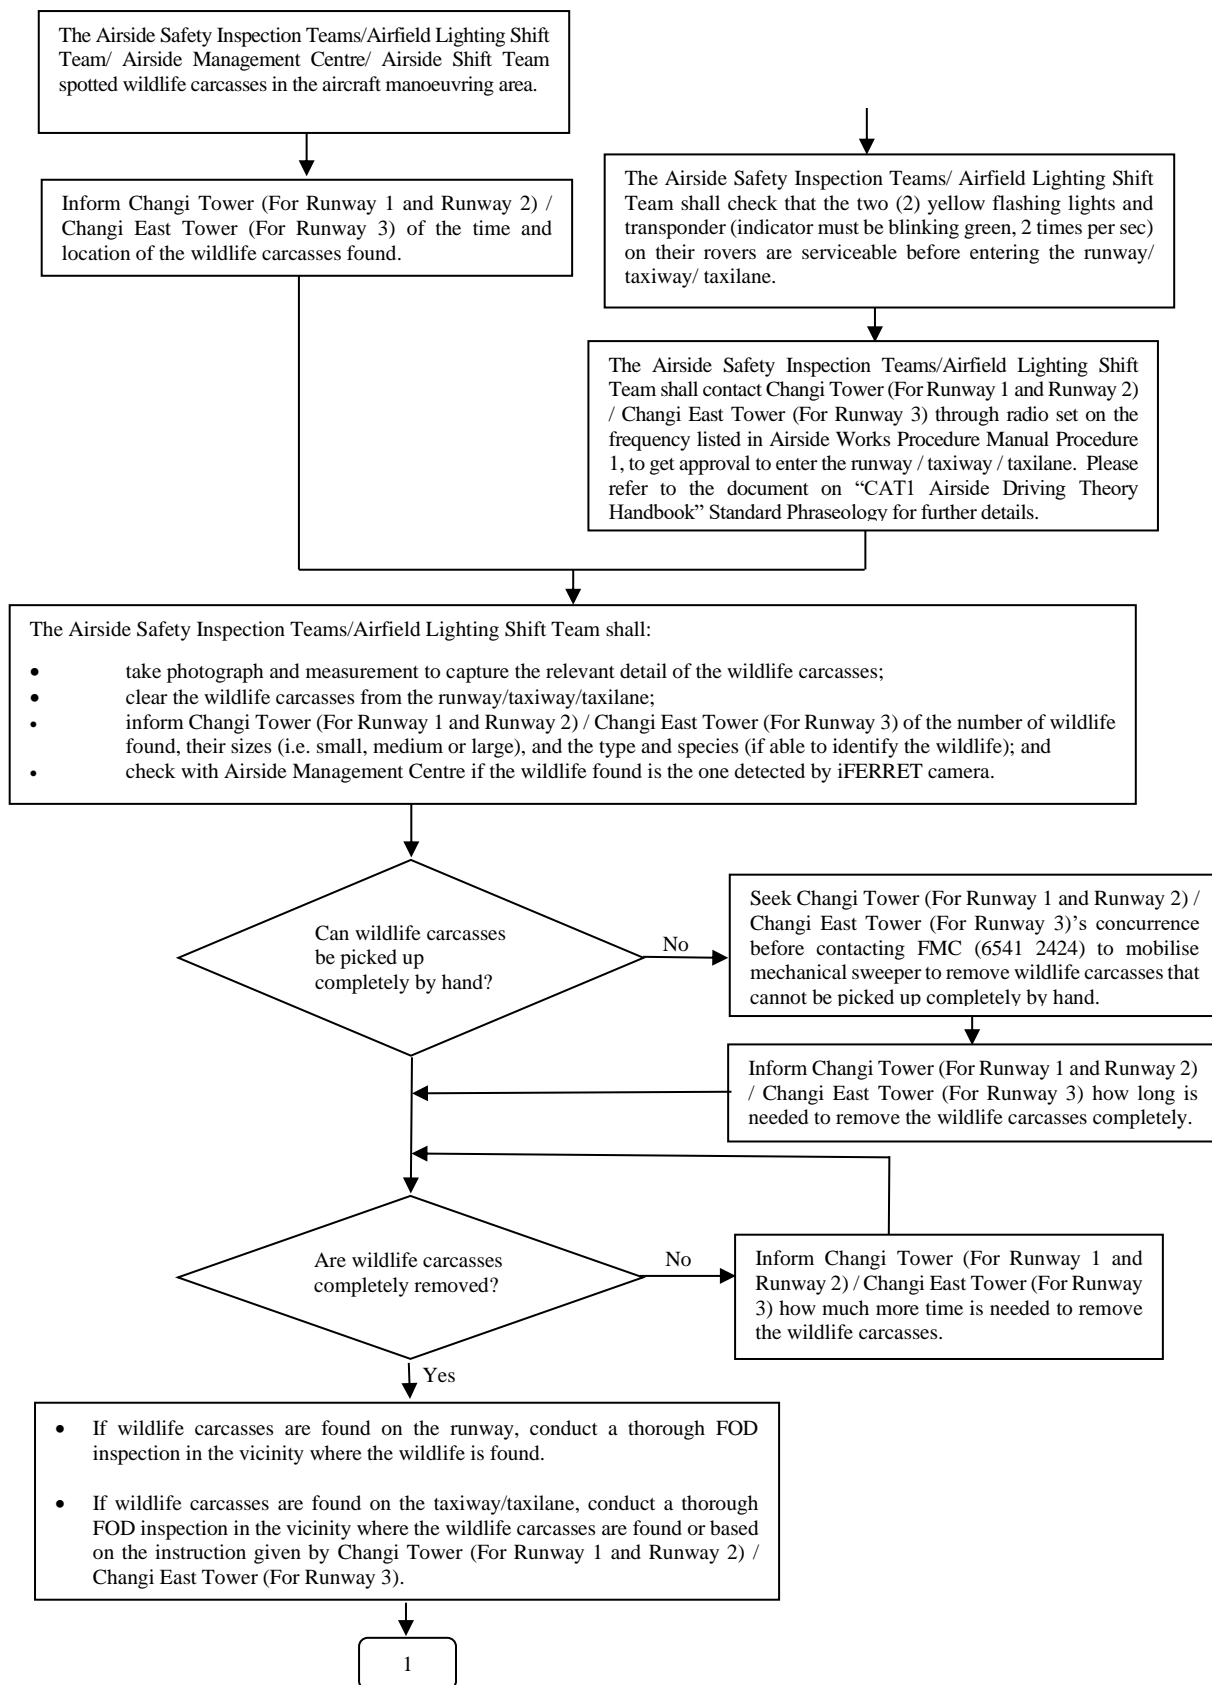 The Airside Safety Inspection Teams/Airfield Lighting Shift
Team/ Airside Management Centre/ Airside Shift Team
spotted wildlife carcasses in the aircraft manoeuvring area.
Inform Changi Tower (For Runway 1 and Runway 2) /
Changi East Tower (For Runway 3) of the time and
location of the wildlife carcasses found.
The Airside Safety Inspection Teams/ Airfield Lighting Shift
Team shall check that the two (2) yellow flashing lights and
transponder (indicator must be blinking green, 2 times per sec)
on their rovers are serviceable before entering the runway/
taxiway/ taxilane.
The Airside Safety Inspection Teams/Airfield Lighting Shift
Team shall contact Changi Tower (For Runway 1 and Runway 2)
/ Changi East Tower (For Runway 3) through radio set on the
frequency listed in Airside Works Procedure Manual Procedure
1, to get approval to enter the runway / taxiway / taxilane. Please
refer to the document on “CAT1 Airside Driving Theory
Handbook” Standard Phraseology for further details.
The Airside Safety Inspection Teams/Airfield Lighting Shift Team shall:
• take photograph and measurement to capture the relevant detail of the wildlife carcasses;
• clear the wildlife carcasses from the runway/taxiway/taxilane;
• inform Changi Tower (For Runway 1 and Runway 2) / Changi East Tower (For Runway 3) of the number of wildlife
found, their sizes (i.e. small, medium or large), and the type and species (if able to identify the wildlife); and
• check with Airside Management Centre if the wildlife found is the one detected by iFERRET camera.
Can wildlife carcasses
be picked up
completely by hand?
No
Seek Changi Tower (For Runway 1 and Runway 2) /
Changi East Tower (For Runway 3)’s concurrence
before contacting FMC (6541 2424) to mobilise
mechanical sweeper to remove wildlife carcasses that
cannot be picked up completely by hand.
Inform Changi Tower (For Runway 1 and Runway 2)
/ Changi East Tower (For Runway 3) how long is
needed to remove the wildlife carcasses completely.
Are wildlife carcasses
completely removed?
No
Inform Changi Tower (For Runway 1 and
Runway 2) / Changi East Tower (For Runway
3) how much more time is needed to remove
the wildlife carcasses.
Yes
• If wildlife carcasses are found on the runway, conduct a thorough FOD
inspection in the vicinity where the wildlife is found.
• If wildlife carcasses are found on the taxiway/taxilane, conduct a thorough
FOD inspection in the vicinity where the wildlife carcasses are found or based
on the instruction given by Changi Tower (For Runway 1 and Runway 2) /
Changi East Tower (For Runway 3).
1